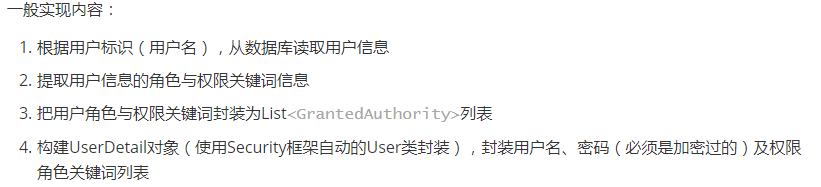 一般实现内容：
1. 根据用户标识（用户名），从数据库读取用户信息
2. 提取用户信息的角色与权限关键词信息
3. 把用户角色与权限关键词封装为List<GrantedAuthority>列表
4. 构建UserDetail对象（使用Security框架自动的User类封装），封装用户名、密码（必须是加密过的）及权限
角色关键词列表